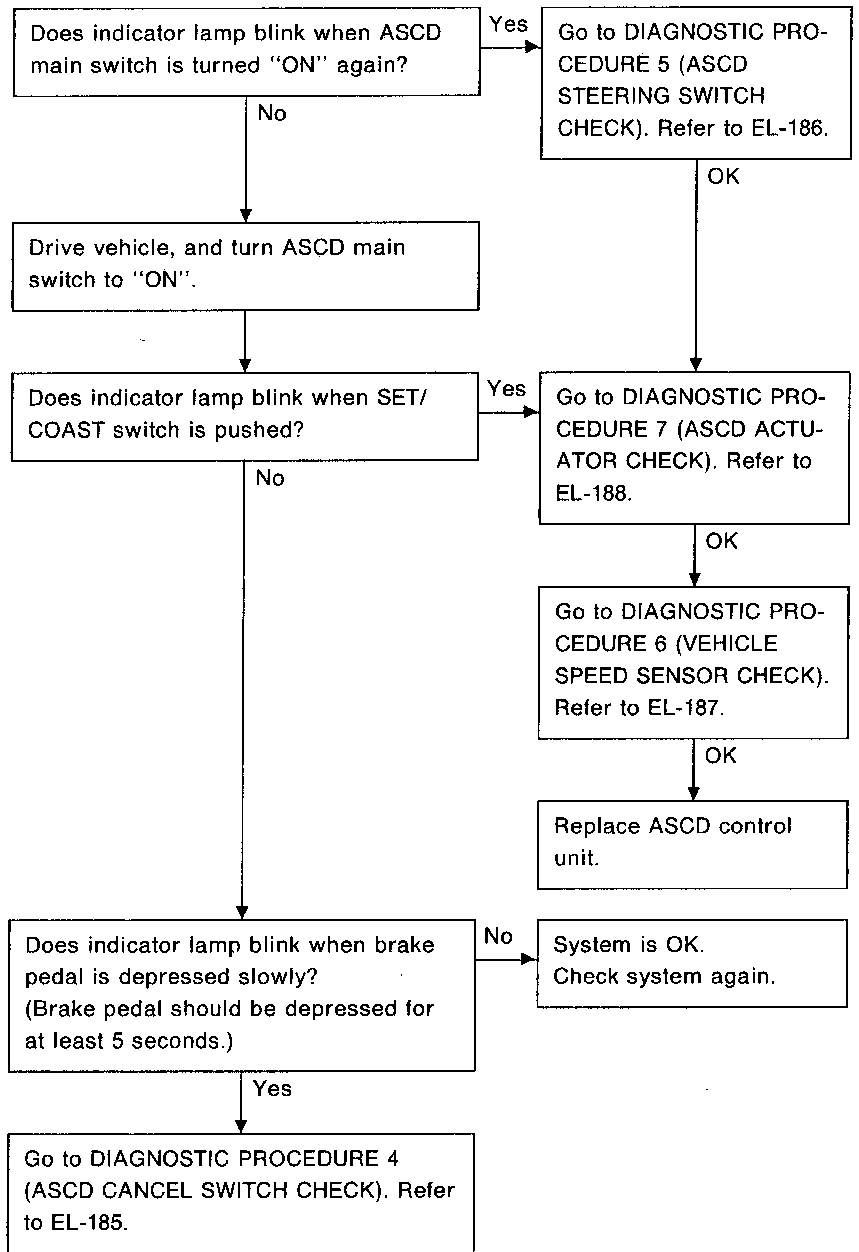 Does indicator lamp blink when ASCD
main switch is turned “ON” again?
Yes
Go to DIAGNOSTIC PRO-
CEDURE 5 (ASCD
STEERING SWITCH
CHECK). Refer to EL-186.
No
OK
Drive vehicle, and turn ASCD main
switch to “ON”.
Does indicator lamp blink when SET/
COAST switch is pushed?
Yes
Go to DIAGNOSTIC PRO-
CEDURE 7 (ASCD ACTU-
ATOR CHECK). Refer to
EL-188.
No
OK
Go to DIAGNOSTIC PRO-
CEDURE 6 (VEHICLE
SPEED SENSOR CHECK).
Refer to EL-187.
OK
Replace ASCD control
unit.
Does indicator lamp blink when brake
pedal is depressed slowly?
(Brake pedal should be depressed for
at least 5 seconds.)
No
System is OK.
Check system again.
Yes
Go to DIAGNOSTIC PROCEDURE 4
(ASCD CANCEL SWITCH CHECK). Refer
to EL-185.